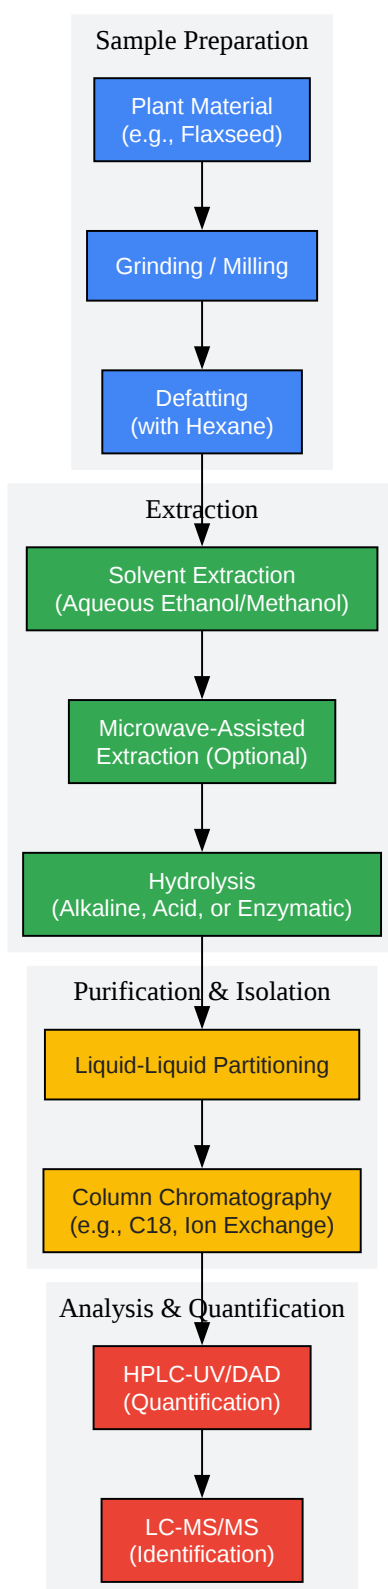 Sample Preparation
Plant Material
(e.g., Flaxseed)
Grinding / Milling
Defatting
(with Hexane)
Extraction
Solvent Extraction
(Aqueous Ethanol/Methanol)
Microwave-Assisted
Extraction (Optional)
Hydrolysis
(Alkaline, Acid, or Enzymatic)
Purification & Isolation
Liquid-Liquid Partitioning
Column Chromatography
(e.g., C18, Ion Exchange)
Analysis & Quantification
HPLC-UV/DAD
(Quantification)
LC-MS/MS
(Identification)